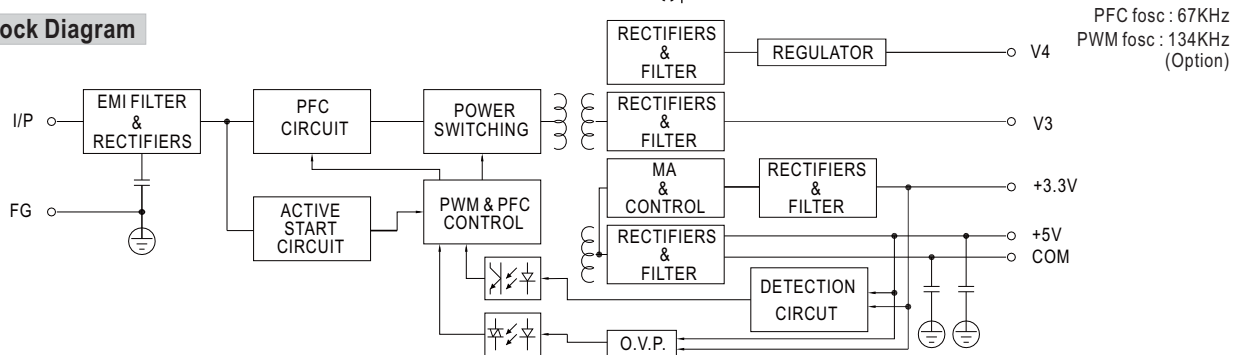 ock Diagram
PFC fosc : 67KHz
PWM fosc : 134KHz
(Option)
RECTIFIERS
&
FILTER
REGULATOR
V4
I/P
EMI FILTER
&
RECTIFIERS
PFC
CIRCUIT
POWER
SWITCHING
RECTIFIERS
&
FILTER
V3
MA
&
CONTROL
RECTIFIERS
&
FILTER
+3.3V
FG
ACTIVE
START
CIRCUIT
PWM & PFC
CONTROL
RECTIFIERS
&
FILTER
+5V
COM
DETECTION
CIRCUT
O.V.P.